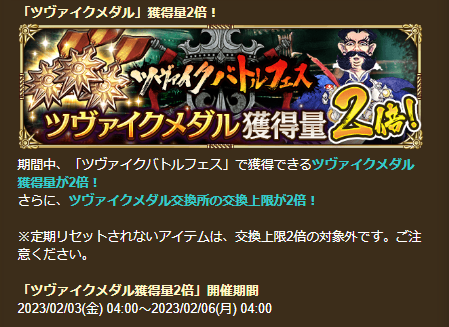 「ツヴァイクメダル」獲得量2倍！
ツヴァイクバトルフェス
ツヴァイクメダル獲得量2倍!
期間中、「ツヴァイクバトルフェス」で獲得できるツヴァイクメダル
獲得量が2倍！
さらに、ツヴァイクメダル交換所の交換上限が2倍！
※定期リセットされないアイテムは、交換上限2倍の対象外です。ご注
意ください。
「ツヴァイクメダル獲得量2倍」開催期間
2023/02/03(金) 04:00～2023/02/06(月) 04:00